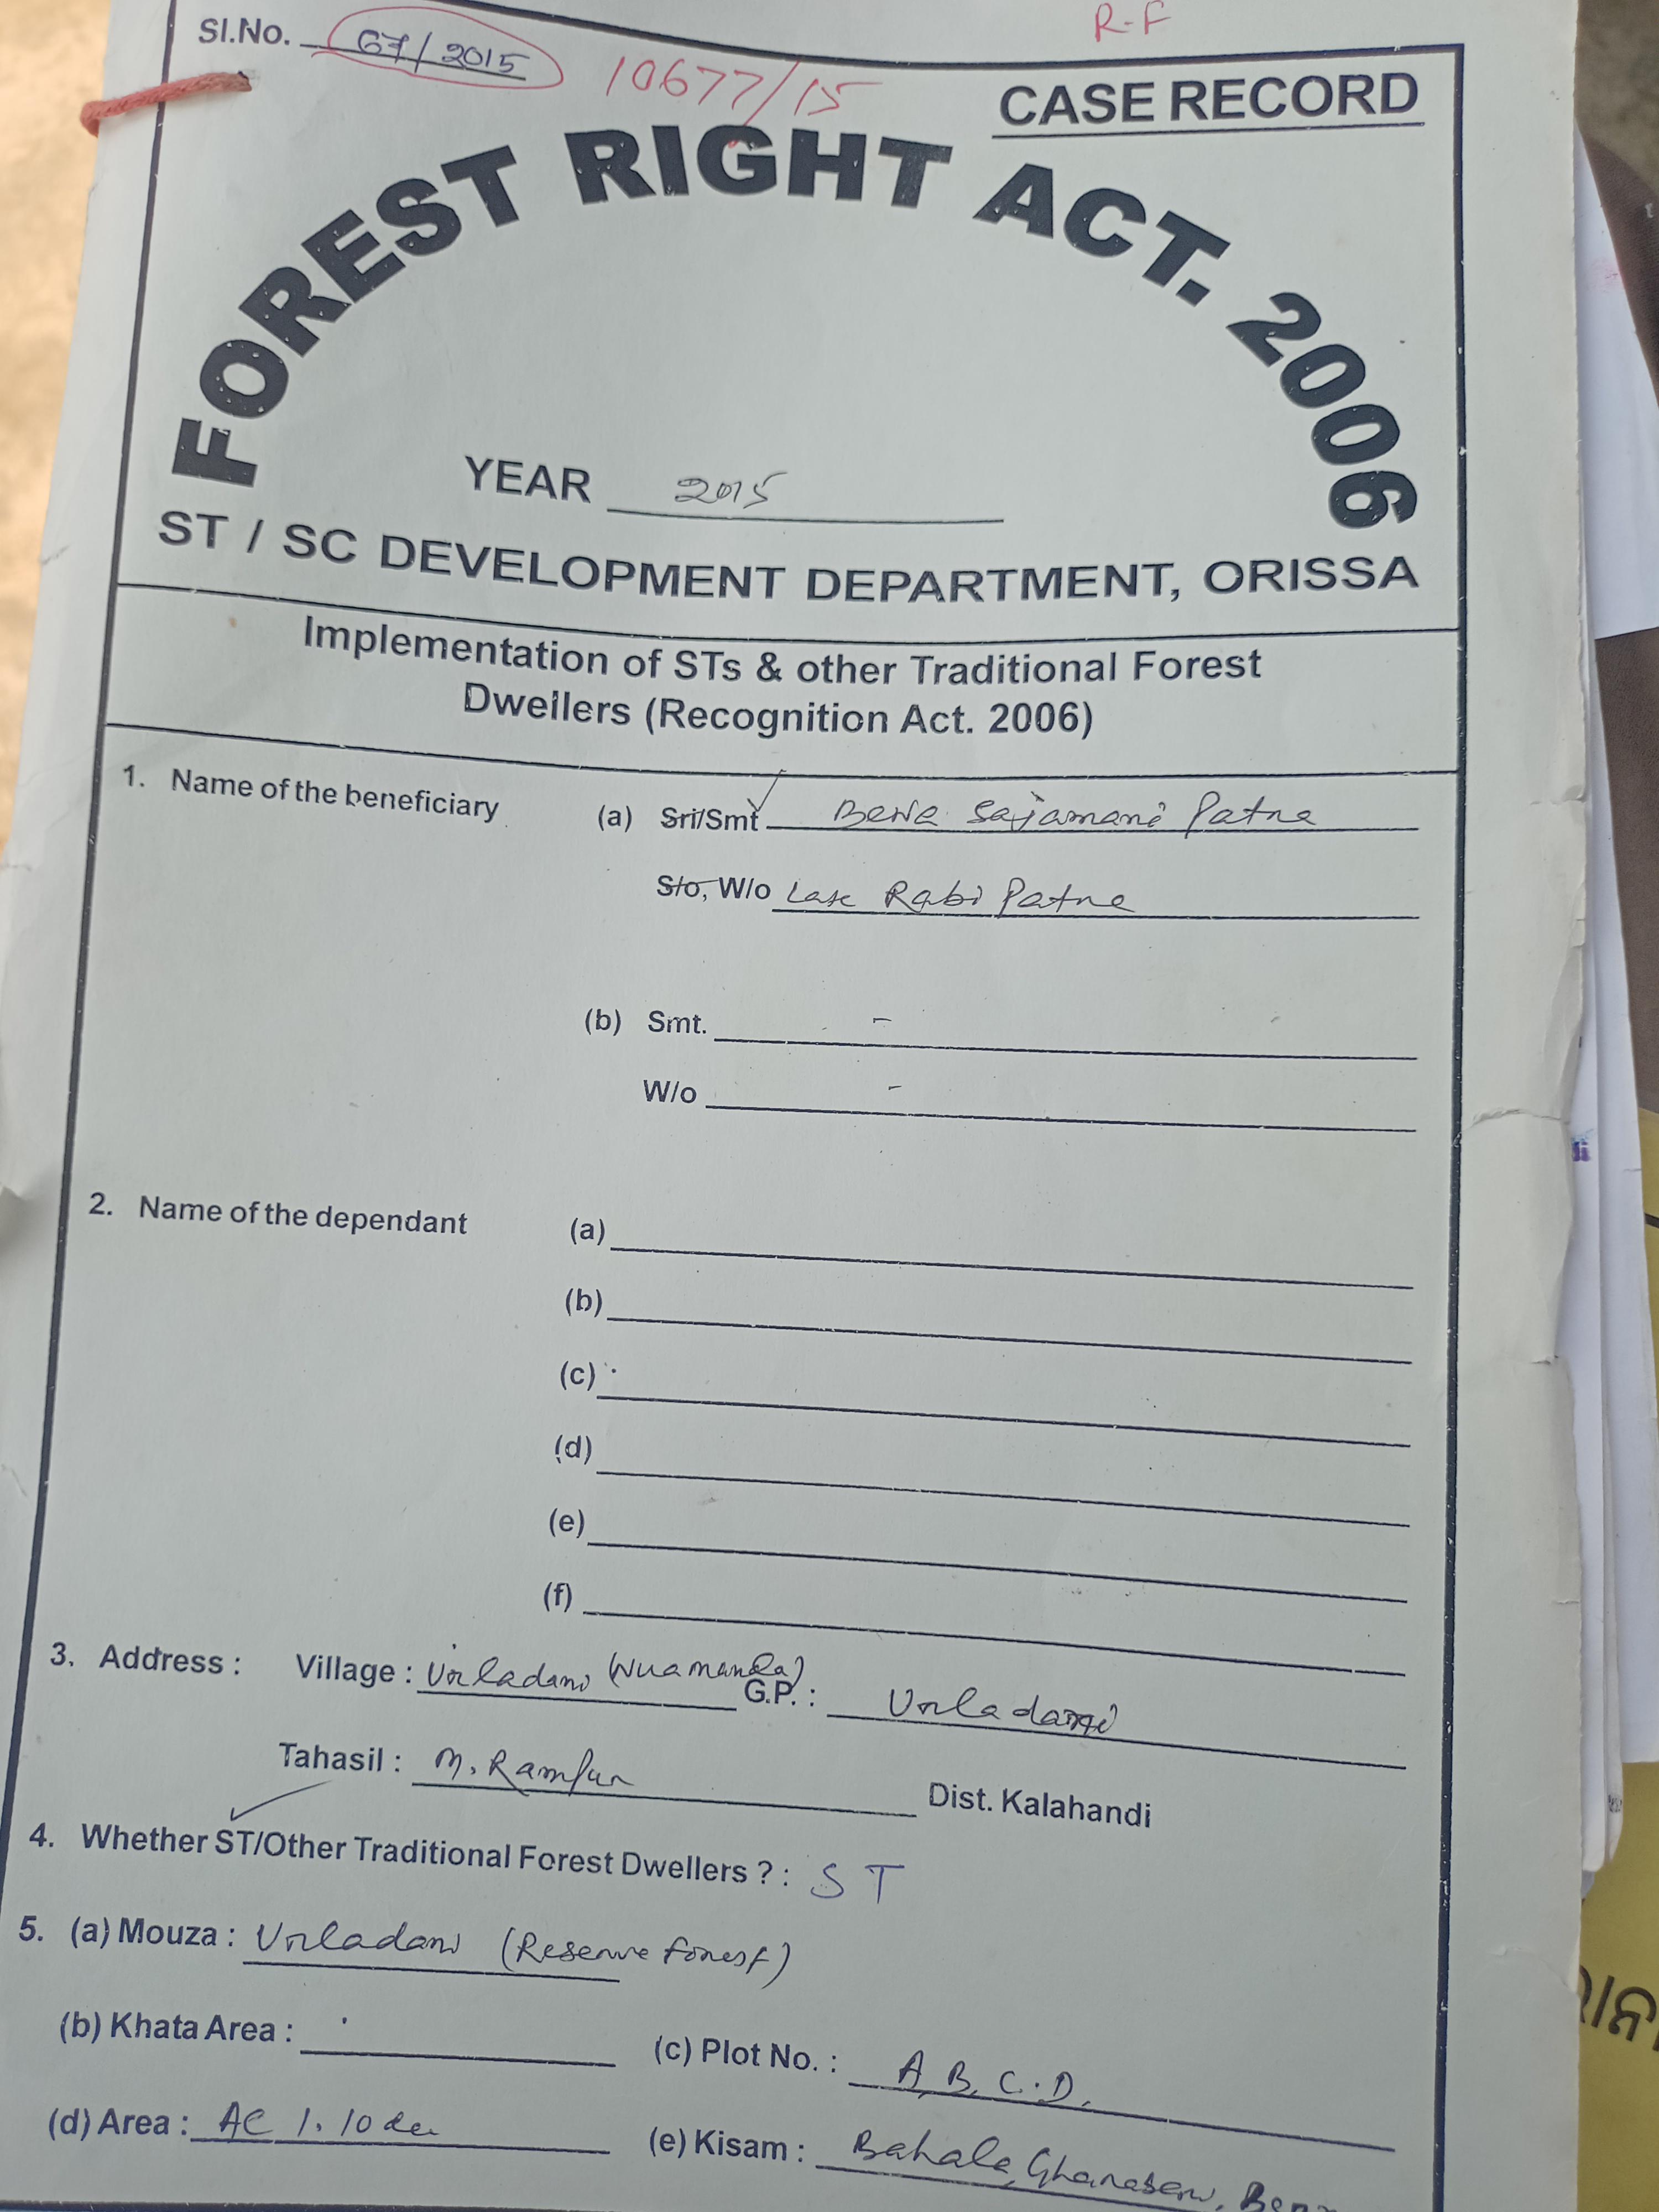 R-F
Sl.No. 67/2015 10677/15
CASE RECORD
FOREST RIGHT ACT. 2006
YEAR 2015
ST / SC DEVELOPMENT DEPARTMENT, ORISSA
Implementation of STs & other Traditional Forest
Dwellers (Recognition Act. 2006)
1. Name of the beneficiary (a) Sri/Smt Bewa Sajamani Patra
S/o, W/o Late Rabi Patra
(b) Smt. -
W/o -
2. Name of the dependant (a)
(b)
(c)
(d)
(e)
(f)
3. Address : Village : Urladani (Nuamunda) G.P. : Urladani
Tahasil : M. Rampur Dist. Kalahandi
4. Whether ST/Other Traditional Forest Dwellers ? : ST
5. (a) Mouza : Urladani (Reserve forest)
(b) Khata Area :
(c) Plot No. : A, B, C. D,
(d) Area : AC 1.10 dec
(e) Kisam : Bahala,